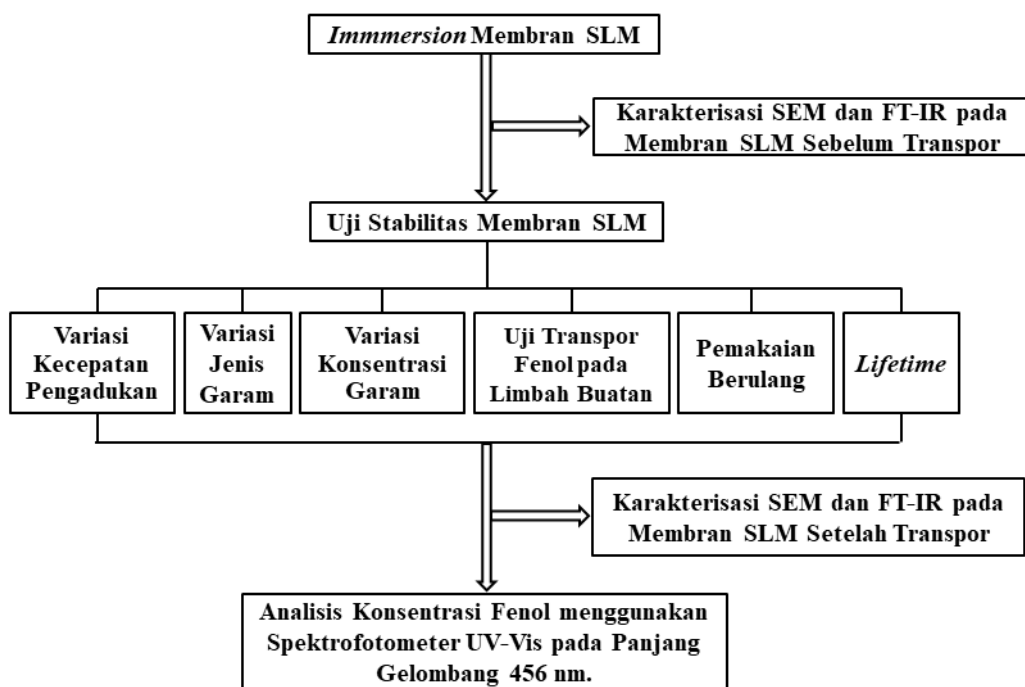 Immmersion Membran SLM
Karakterisasi SEM dan FT-IR pada
Membran SLM Sebelum Transpor
Uji Stabilitas Membran SLM
Variasi
Kecepatan
Pengadukan
Variasi
Jenis
Garam
Variasi
Konsentrasi
Garam
Uji Transpor
Fenol pada
Limbah Buatan
Pemakaian
Berulang
Lifetime
Karakterisasi SEM dan FT-IR pada
Membran SLM Setelah Transpor
Analisis Konsentrasi Fenol menggunakan
Spektrofotometer UV-Vis pada Panjang
Gelombang 456 nm.